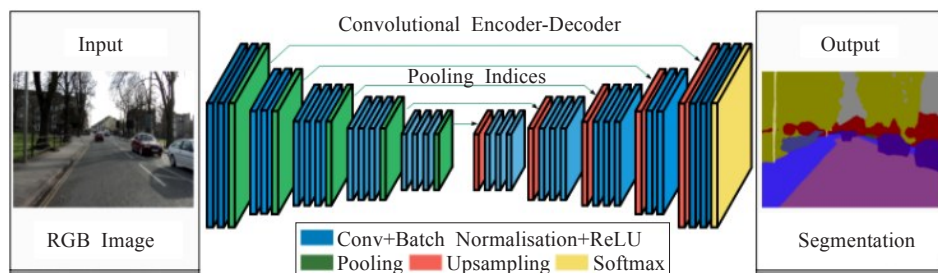 Convolutional Encoder-Decoder
Input
Output
Pooling Indices
RGB Image
Conv+Batch Normalisation+ReLU
Pooling
Upsampling
Softmax
Segmentation